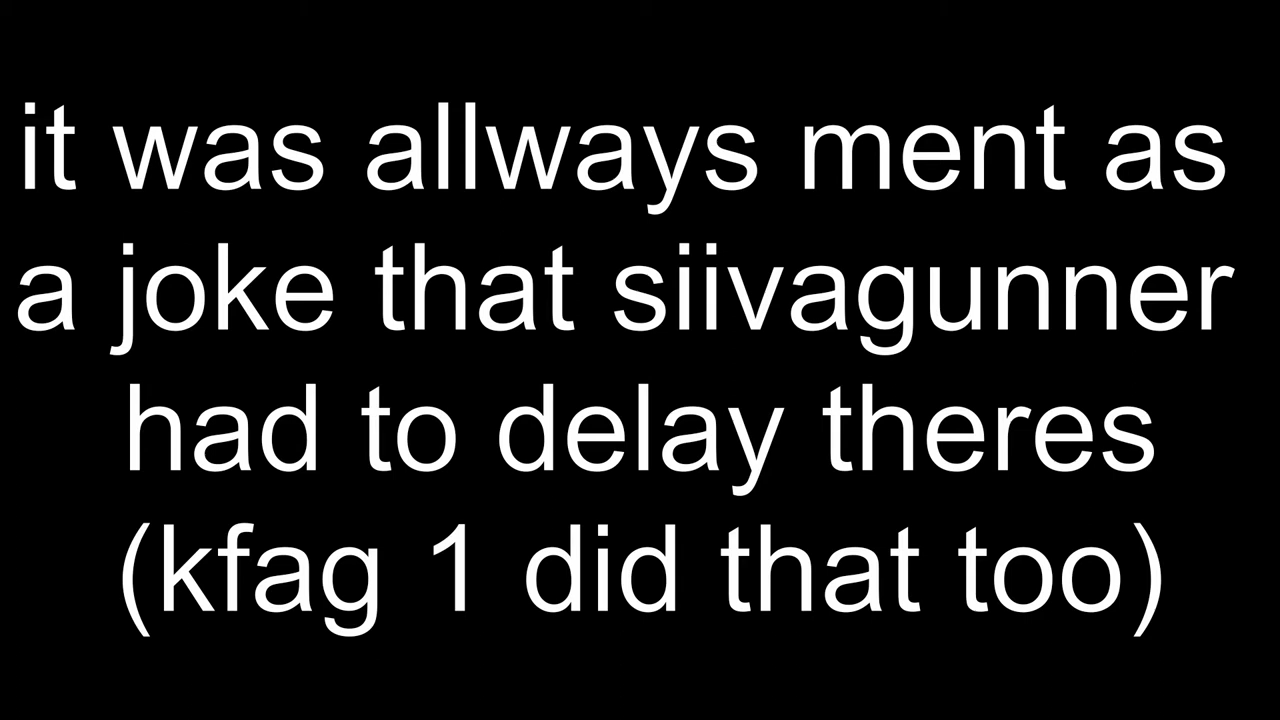 it was allways ment as
a joke that siivagunner
had to delay theres
(kfag 1 did that too)